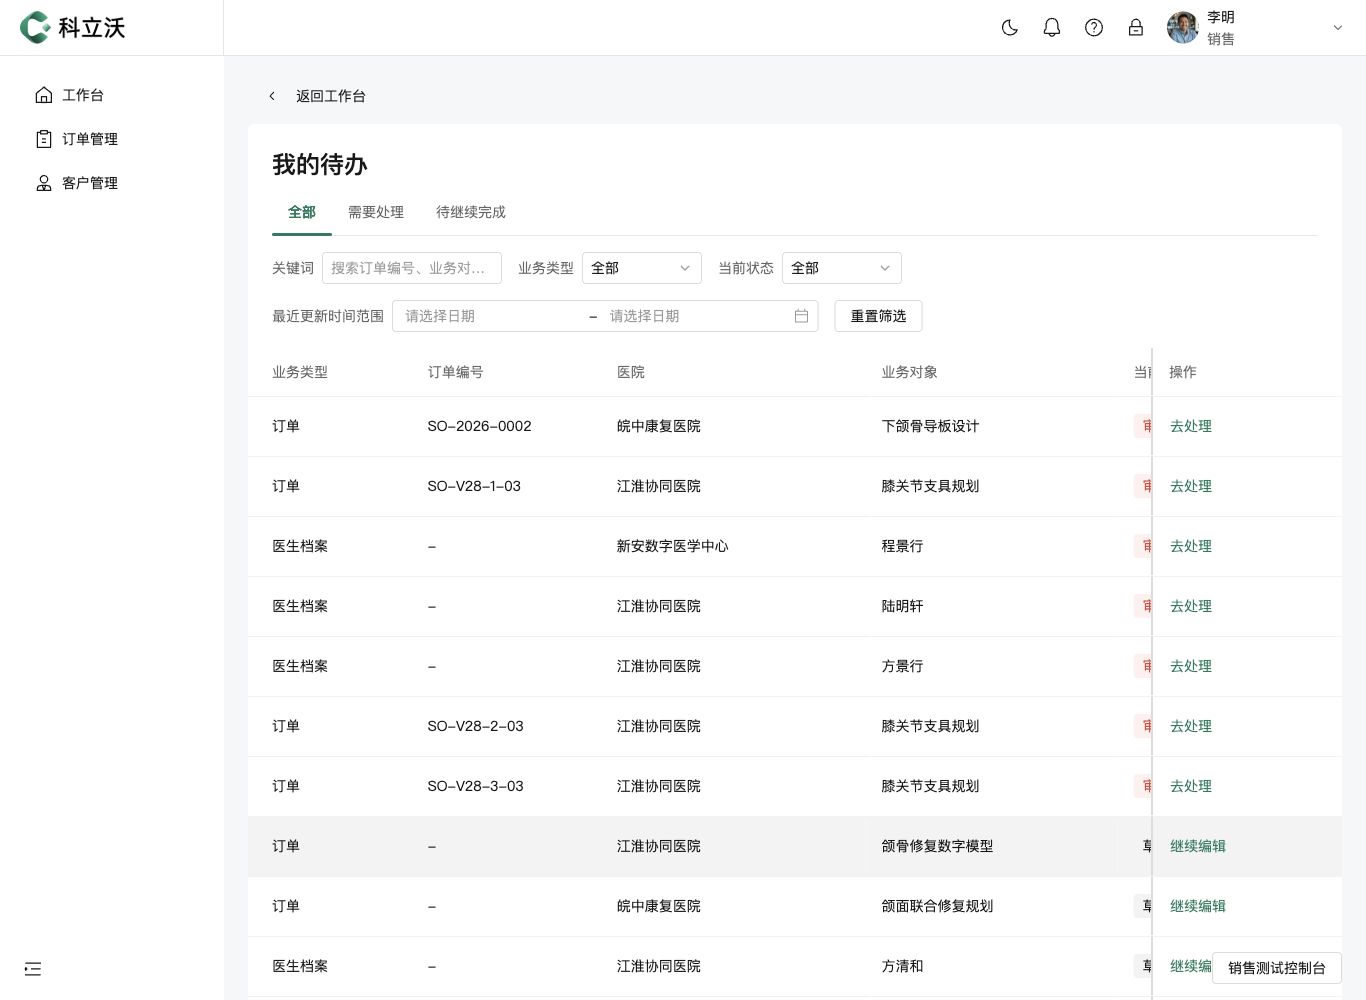 科立沃
李明
销售
工作台
订单管理
客户管理
返回工作台
我的待办
全部 需要处理 待继续完成
关键词 搜索订单编号、业务对... 业务类型 全部 当前状态 全部
最近更新时间范围 请选择日期 – 请选择日期 重置筛选
业务类型 订单编号 医院 业务对象 当 操作
订单 SO-2026-0002 皖中康复医院 下颌骨导板设计 去处理
订单 SO-V28-1-03 江淮协同医院 膝关节支具规划 去处理
医生档案 – 新安数字医学中心 程景行 去处理
医生档案 – 江淮协同医院 陆明轩 去处理
医生档案 – 江淮协同医院 方景行 去处理
订单 SO-V28-2-03 江淮协同医院 膝关节支具规划 去处理
订单 SO-V28-3-03 江淮协同医院 膝关节支具规划 去处理
订单 – 江淮协同医院 颌骨修复数字模型 继续编辑
订单 – 皖中康复医院 颌面联合修复规划 继续编辑
医生档案 – 江淮协同医院 方清和 继续编
销售测试控制台